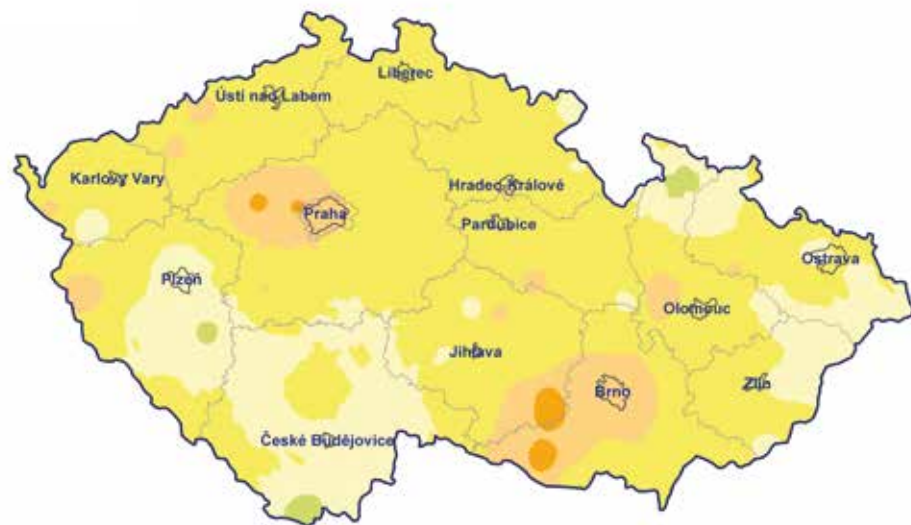 Liberec
Ústí nad Labem
Karlovy Vary
Hradec Králové
Praha
Pardubice
Ostrava
Plzeň
Olomouc
Jihlava
Zlín
Brno
České Budějovice